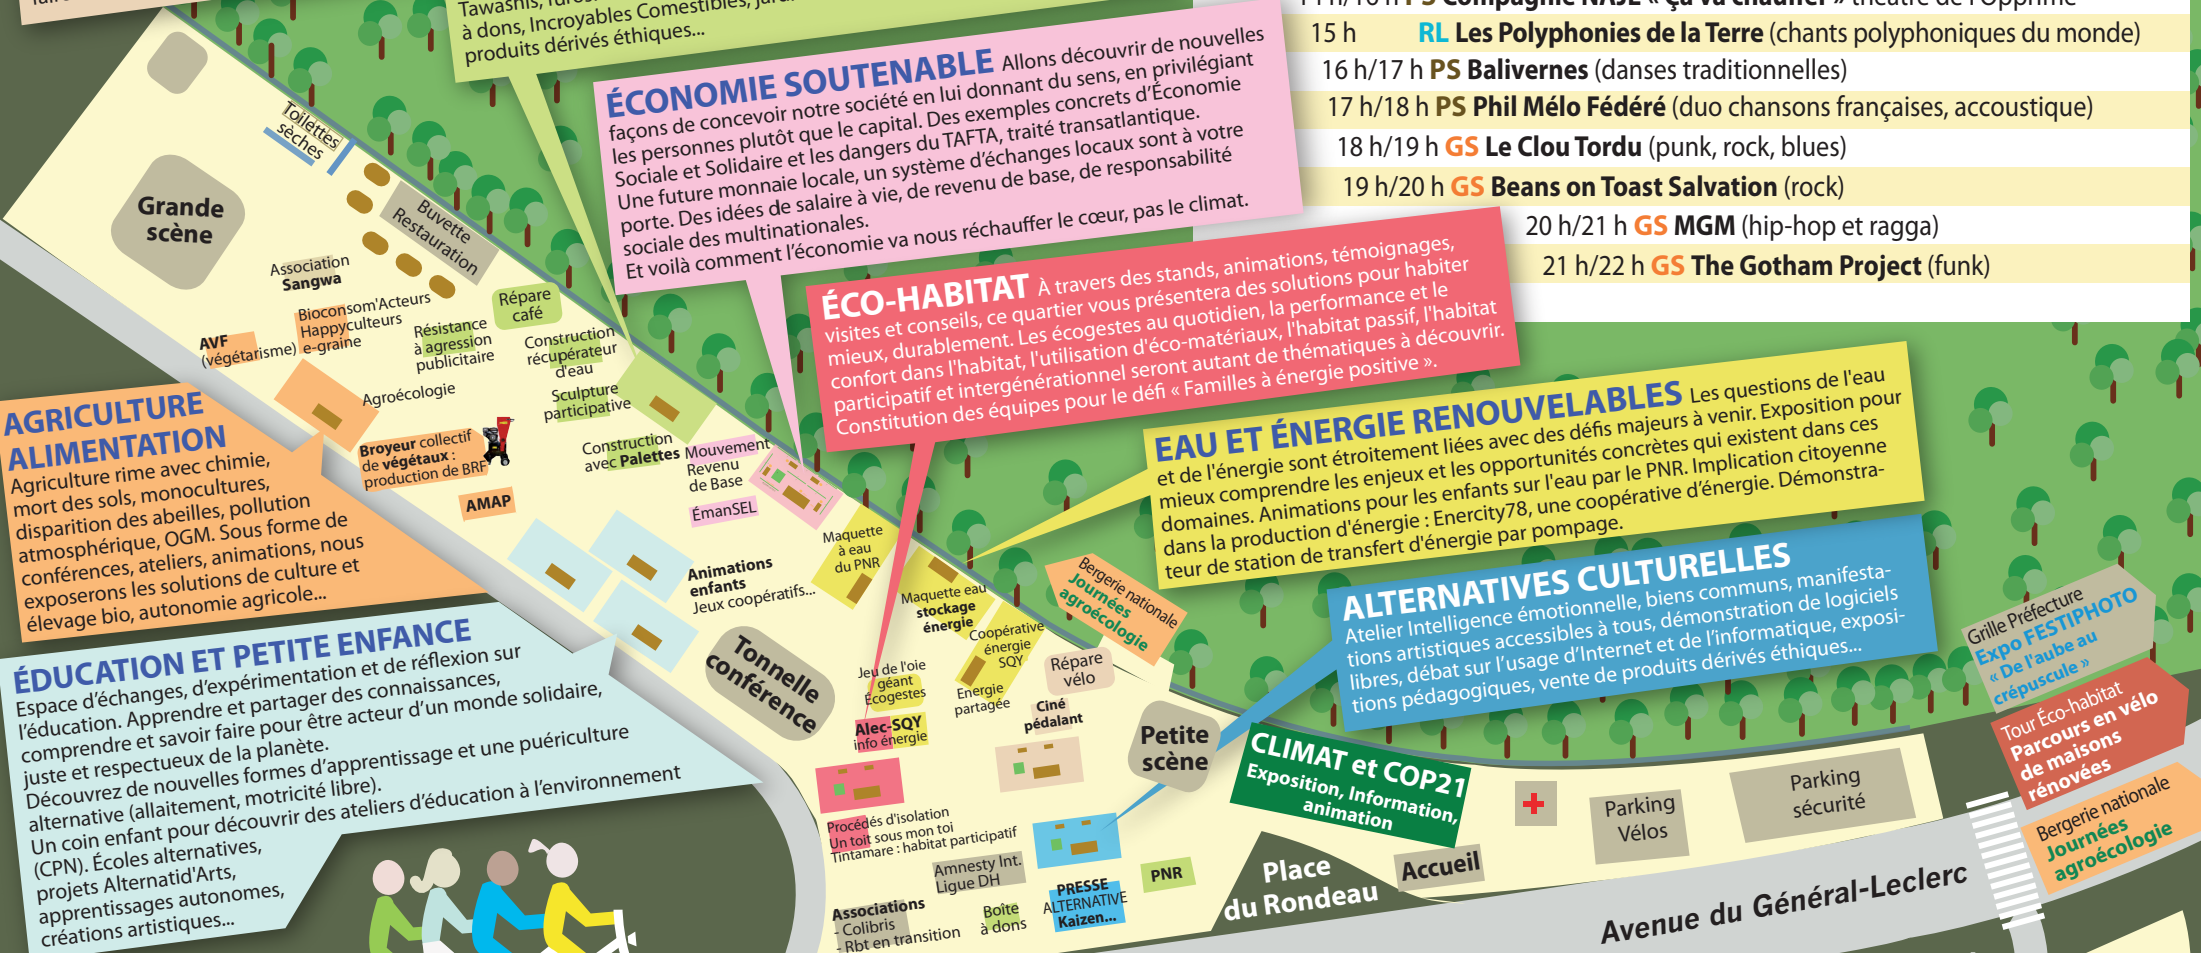 à dons, Incroyables Comestibles,
produits dérivés éthiques...
Compagnie NAJE « Ça va chauffer » théâtre de l'Opprimé
15 h RL Les Polyphonies de la Terre (chants polyphoniques du monde)
16 h/17 h PS Balivernes (danses traditionnelles)
17 h/18 h PS Phil Mélo Fédéré (duo chansons françaises, accoustique)
18 h/19 h GS Le Clou Tordu (punk, rock, blues)
19 h/20 h GS Beans on Toast Salvation (rock)
20 h/21 h GS MGM (hip-hop et ragga)
21 h/22 h GS The Gotham Project (funk)
ÉCONOMIE SOUTENABLE Allons découvrir de nouvelles
façons de concevoir notre société en lui donnant du sens, en privilégiant
les personnes plutôt que le capital. Des exemples concrets d'Économie
Sociale et Solidaire et les dangers du TAFTA, traité transatlantique.
Une future monnaie locale, un système d'échanges locaux sont à votre
porte. Des idées de salaire à vie, de revenu de base, de responsabilité
sociale des multinationales.
Et voilà comment l'économie va nous réchauffer le cœur, pas le climat.
ÉCO-HABITAT À travers des stands, animations, témoignages,
visites et conseils, ce quartier vous présentera des solutions pour habiter
mieux, durablement. Les écogestes au quotidien, la performance et le
confort dans l'habitat, l'utilisation d'éco-matériaux, l'habitat passif, l'habitat
participatif et intergénérationnel seront autant de thématiques à découvrir.
Constitution des équipes pour le défi « Familles à énergie positive ».
EAU ET ÉNERGIE RENOUVELABLES Les questions de l'eau
et de l'énergie sont étroitement liées avec des défis majeurs à venir. Exposition pour
mieux comprendre les enjeux et les opportunités concrètes qui existent dans ces
domaines. Animations pour les enfants sur l'eau par le PNR. Implication citoyenne
dans la production d'énergie : Enercity78, une coopérative d'énergie. Démonstra-
teur de station de transfert d'énergie par pompage.
ALTERNATIVES CULTURELLES
Atelier Intelligence émotionnelle, biens communs, manifesta-
tions artistiques accessibles à tous, démonstration de logiciels
libres, débat sur l'usage d'Internet et de l'informatique, exposi-
tions pédagogiques, vente de produits dérivés éthiques...
AGRICULTURE
ALIMENTATION
Agriculture rime avec chimie,
mort des sols, monocultures,
disparition des abeilles, pollution
atmosphérique, OGM. Sous forme de
conférences, ateliers, animations, nous
exposerons les solutions de culture et
élevage bio, autonomie agricole...
ÉDUCATION ET PETITE ENFANCE
Espace d'échanges, d'expérimentation et de réflexion sur
l'éducation. Apprendre et partager des connaissances,
comprendre et savoir faire pour être acteur d'un monde solidaire,
juste et respectueux de la planète.
Découvrez de nouvelles formes d'apprentissage et une puériculture
alternative (allaitement, motricité libre).
Un coin enfant pour découvrir des ateliers d'éducation à l'environnement
(CPN). Écoles alternatives,
projets Alternatid'Arts,
apprentissages autonomes,
créations artistiques...
Toilettes
sèches
Grande
scène
Buvette
Restauration
Association
Sangwa
AVF
(végétarisme)
Bioconsom'Acteurs
Happyculteurs
e-graine
Résistance
à agression
publicitaire
Répare
café
Construction
récupérateur
d'eau
Agroécologie
Sculpture
participative
Broyeur collectif
de végétaux :
production de BRF
AMAP
Construction
avec Palettes
Mouvement
Revenu
de Base
ÉmanSEL
Animations
enfants
Jeux coopératifs...
Maquette
à eau
du PNR
Maquette eau
stockage
énergie
Coopérative
énergie
SQY
Energie
partagée
Bergerie nationale
Journées
agroécologie
Tonnelle
conférence
Jeu de l'oie
géant
Écogestes
Alec-SQY
info énergie
Répare
vélo
Ciné
pédalant
Petite
scène
Procédés d'isolation
Un toit sous mon toi
Tintamare : habitat participatif
Amnesty Int.
Ligue DH
Associations
- Colibris
- Rbt en transition
Boîte
à dons
PRESSE
ALTERNATIVE
Kaizen...
PNR
CLIMAT et COP21
Exposition, Information,
animation
Place
du Rondeau
Accueil
Parking
Vélos
Parking
sécurité
Avenue du Général-Leclerc
Grille Préfecture
Expo FESTIPHOTO
« De l'aube au
crépuscule »
Tour Éco-habitat
Parcours en vélo
de maisons
rénovées
Bergerie nationale
Journées
agroécologie